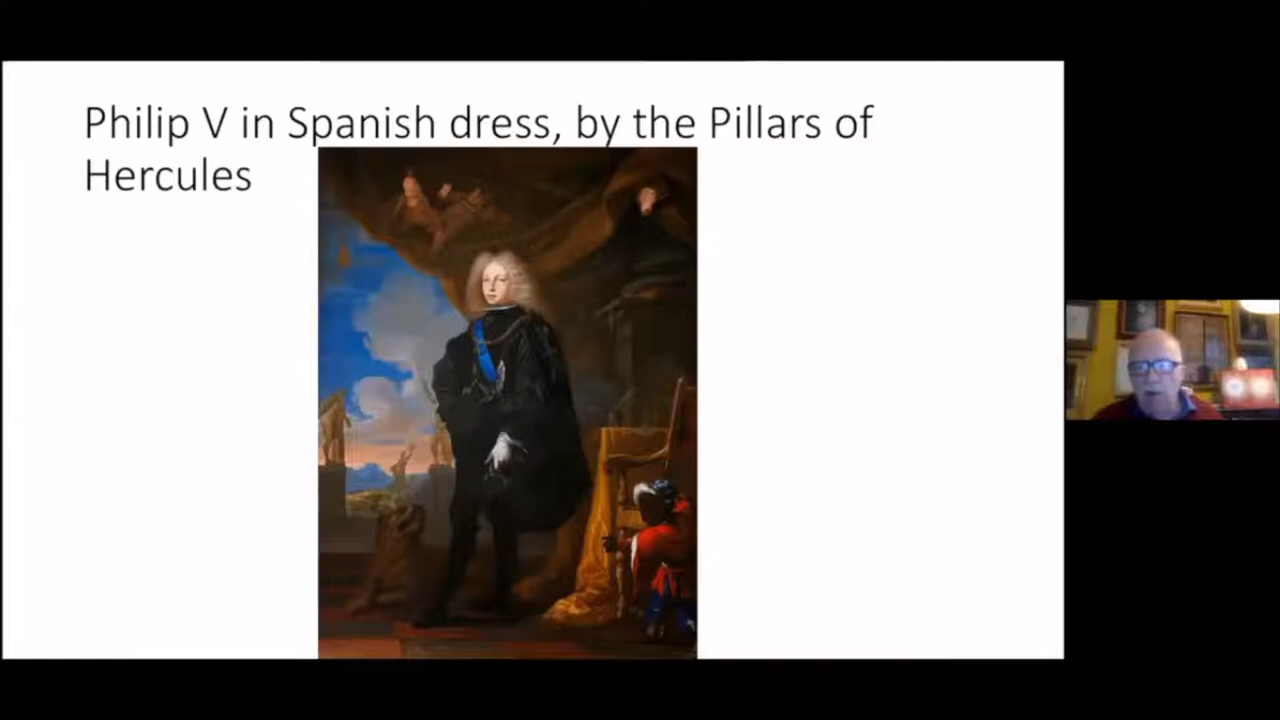 Philip V in Spanish dress, by the Pillars of
Hercules